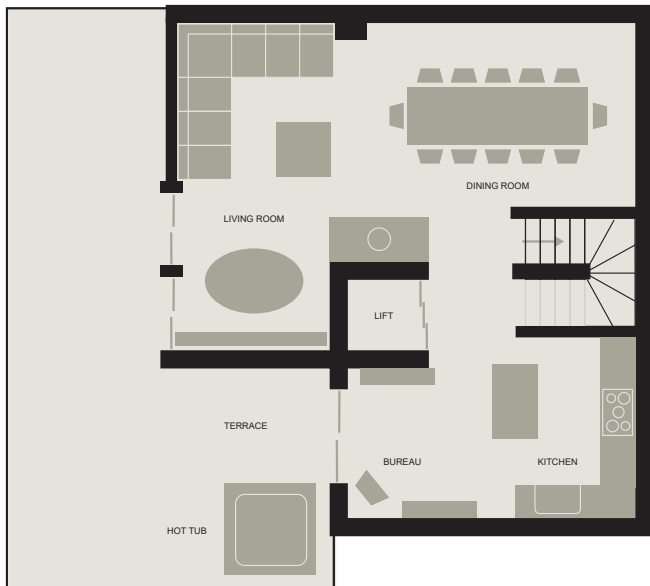 DINING ROOM
LIVING ROOM
LIFT
TERRACE
BUREAU
KITCHEN
HOT TUB